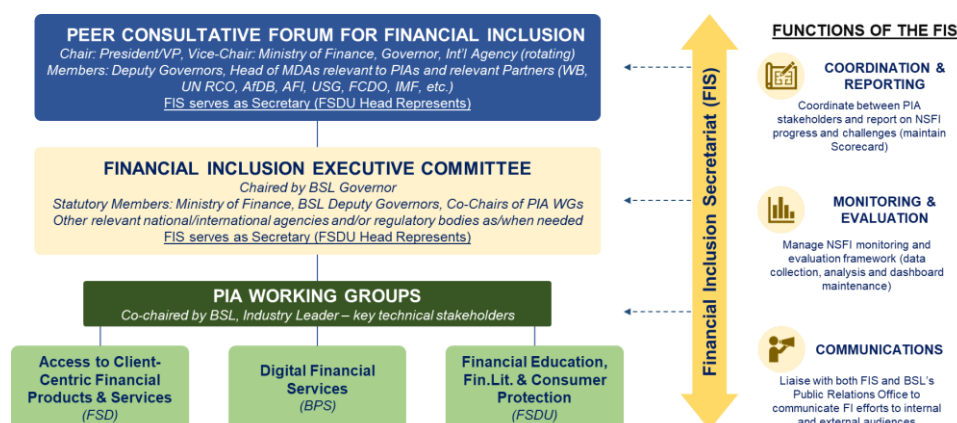 PEER CONSULTATIVE FORUM FOR FINANCIAL INCLUSION
Chair: President/VP, Vice-Chair: Ministry of Finance, Governor, Int'l Agency (rotating)
Members: Deputy Governors, Head of MDAs relevant to PIAs and relevant Partners (WB,
UN RCO, AfDB, AFI, USG, FCDO, IMF, etc.)
FIS serves as Secretary (FSDU Head Represents)
FINANCIAL INCLUSION EXECUTIVE COMMITTEE
Chaired by BSL Governor
Statutory Members: Ministry of Finance, BSL Deputy Governors, Co-Chairs of PIA WGs
Other relevant national/international agencies and/or regulatory bodies as/when needed
FIS serves as Secretary (FSDU Head Represents)
PIA WORKING GROUPS
Co-chaired by BSL, Industry Leader – key technical stakeholders
Access to Client-
Centric Financial
Products & Services
(FSD)
Digital Financial
Services
(BPS)
Financial Education,
Fin.Lit. & Consumer
Protection
(FSDU)
Financial Inclusion Secretariat (FIS)
FUNCTIONS OF THE FIS
COORDINATION &
REPORTING
Coordinate between PIA
stakeholders and report on NSFI
progress and challenges (maintain
Scorecard)
MONITORING &
EVALUATION
Manage NSFI monitoring and
evaluation framework (data
collection, analysis and dashboard
maintenance)
COMMUNICATIONS
Liaise with both FIS and BSL's
Public Relations Office to
communicate FI efforts to internal
and external audiences